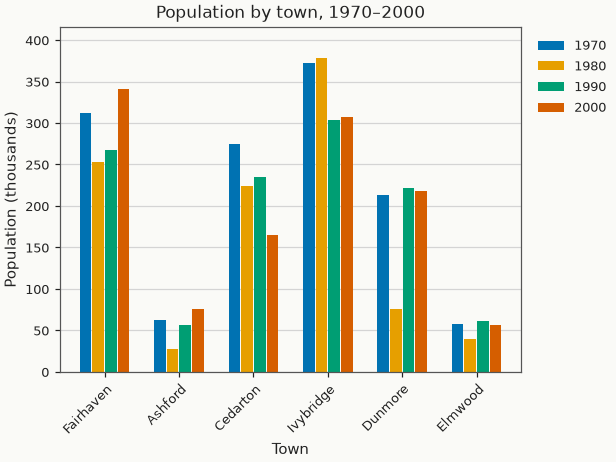 Population by town, 1970–2000
Population (thousands)
400
350
300
250
200
150
100
50
0
Fairhaven
Ashford
Cedarton
Ivybridge
Dunmore
Elmwood
Town
1970
1980
1990
2000